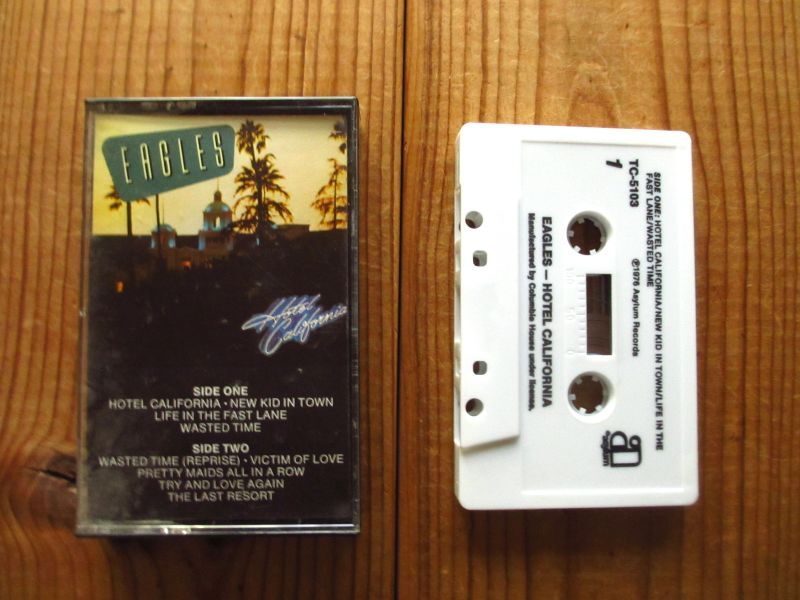 EAGLES
Hotel
California
SIDE ONE
HOTEL CALIFORNIA • NEW KID IN TOWN
LIFE IN THE FAST LANE
WASTED TIME
SIDE TWO
WASTED TIME (REPRISE) • VICTIM OF LOVE
PRETTY MAIDS ALL IN A ROW
TRY AND LOVE AGAIN
THE LAST RESORT
SIDE ONE: HOTEL CALIFORNIA/NEW KID IN TOWN/LIFE IN THE
FAST LANE/WASTED TIME
TC-5103
℗1976 Asylum Records
1
EAGLES – HOTEL CALIFORNIA
Manufactured by Columbia House under license.
asylum